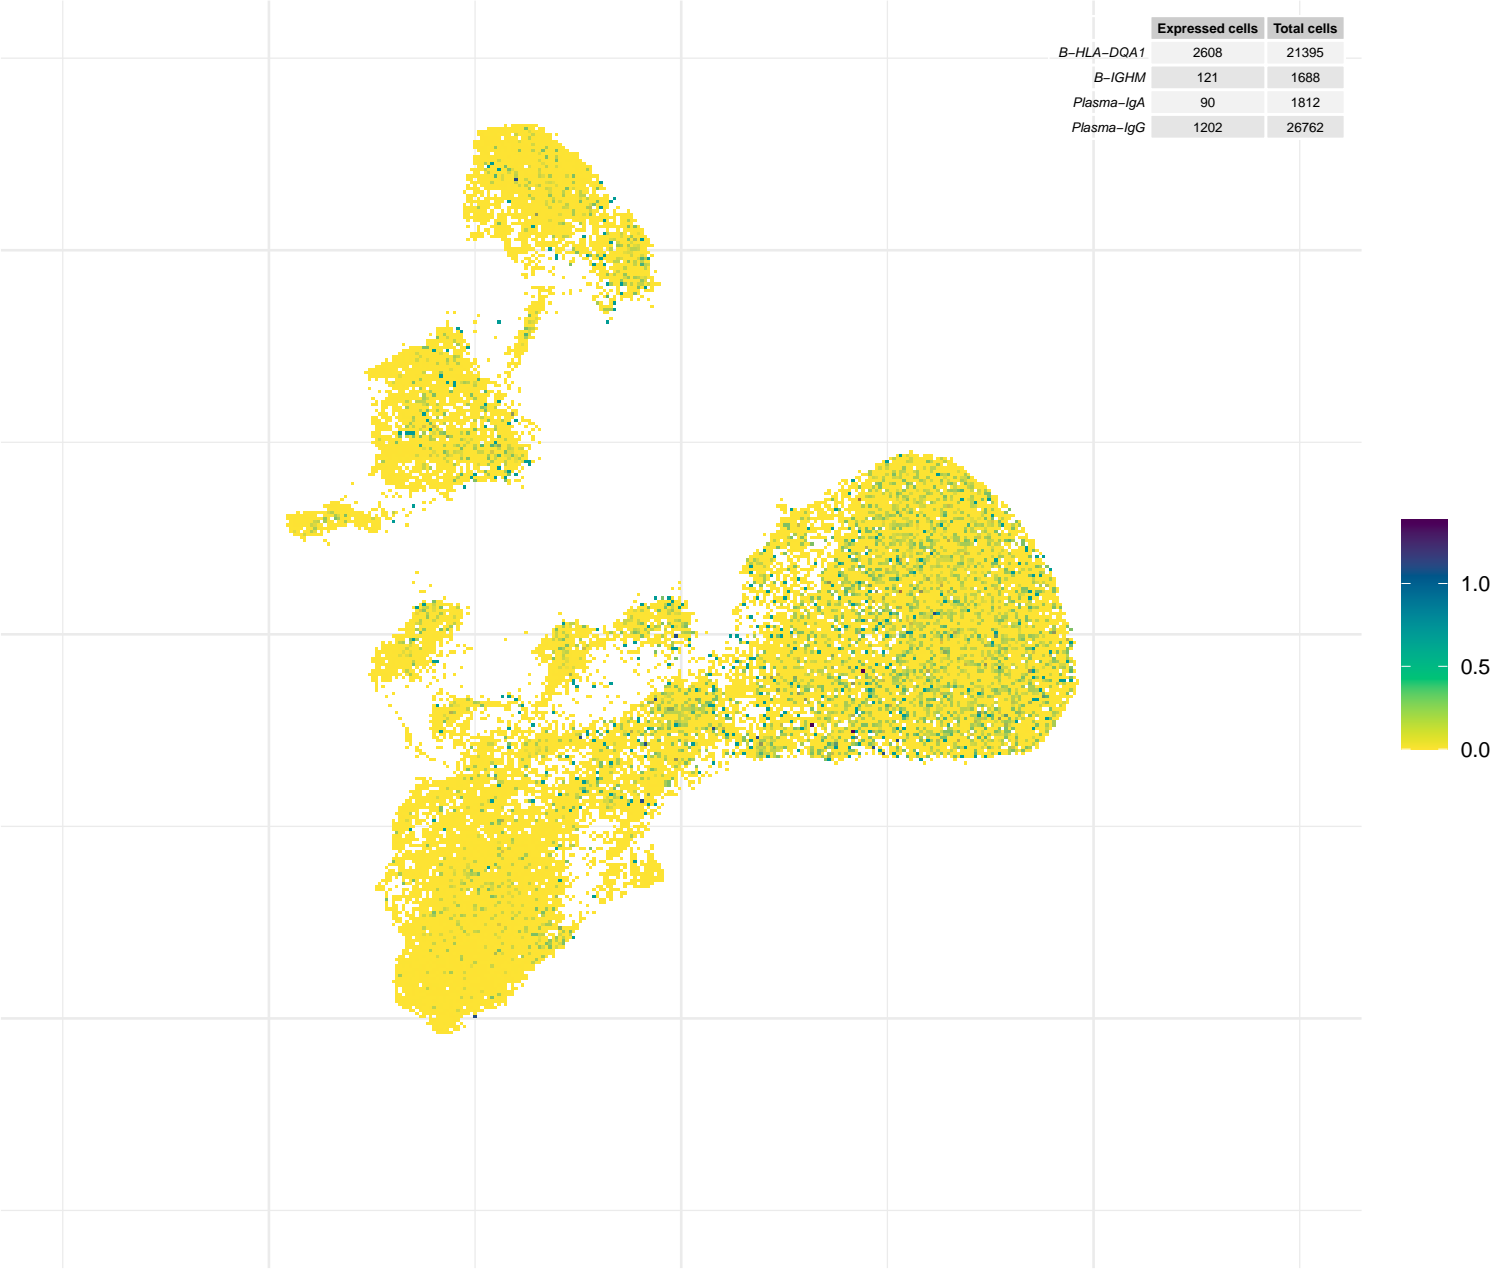 Expressed cells Total cells
B−HLA−DQA1 2608 21395
B−IGHM 121 1688
Plasma−IgA 90 1812
Plasma−IgG 1202 26762
1.0
0.5
0.0